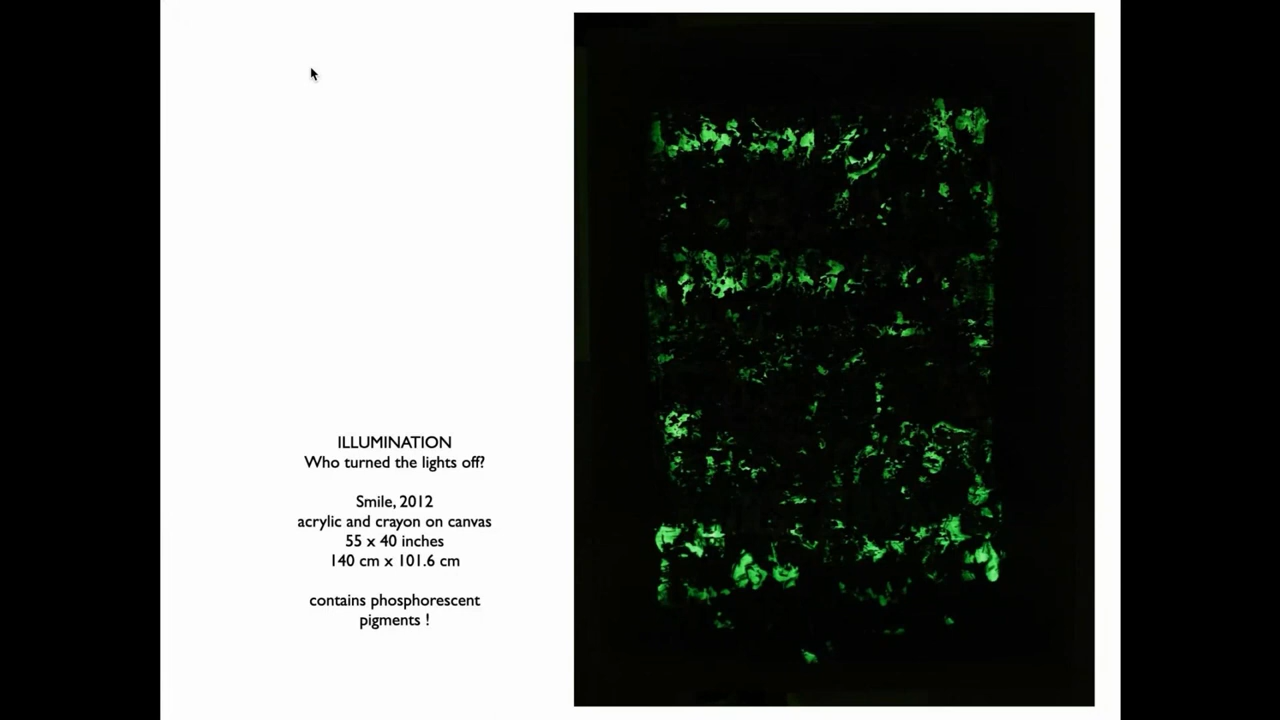 ILLUMINATION
Who turned the lights off?
Smile, 2012
acrylic and crayon on canvas
55 x 40 inches
140 cm x 101.6 cm
contains phosphorescent
pigments !